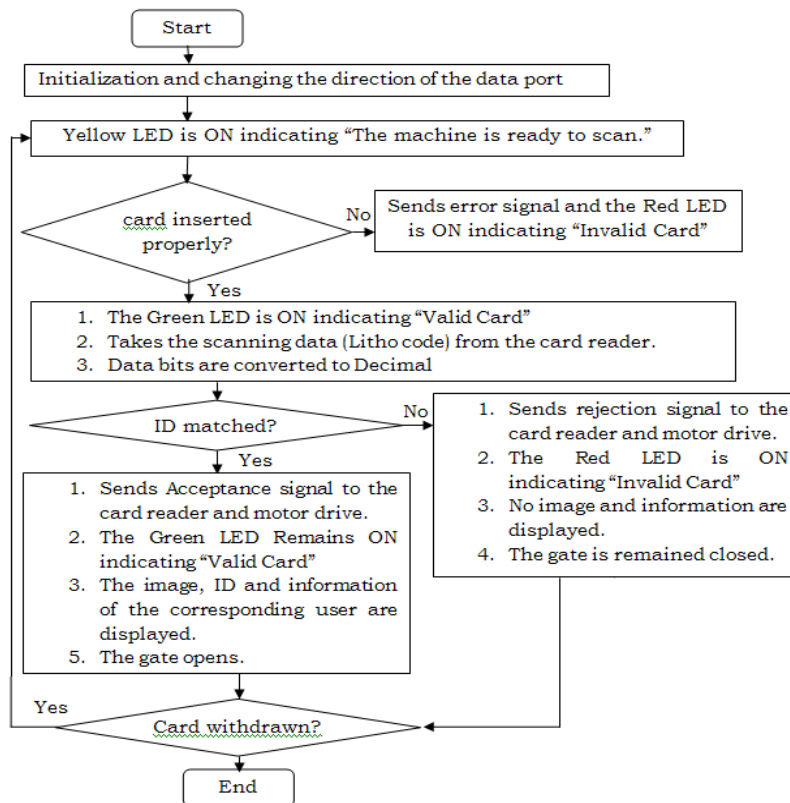 Start
Initialization and changing the direction of the data port
Yellow LED is ON indicating “The machine is ready to scan.”
card inserted
properly?
No
Sends error signal and the Red LED
is ON indicating “Invalid Card”
Yes
1. The Green LED is ON indicating “Valid Card”
2. Takes the scanning data (Litho code) from the card reader.
3. Data bits are converted to Decimal
ID matched?
No
1. Sends rejection signal to the
card reader and motor drive.
2. The Red LED is ON
indicating “Invalid Card”
3. No image and information are
displayed.
4. The gate is remained closed.
Yes
1. Sends Acceptance signal to the
card reader and motor drive.
2. The Green LED Remains ON
indicating “Valid Card”
3. The image, ID and information
of the corresponding user are
displayed.
5. The gate opens.
Yes
Card withdrawn?
End